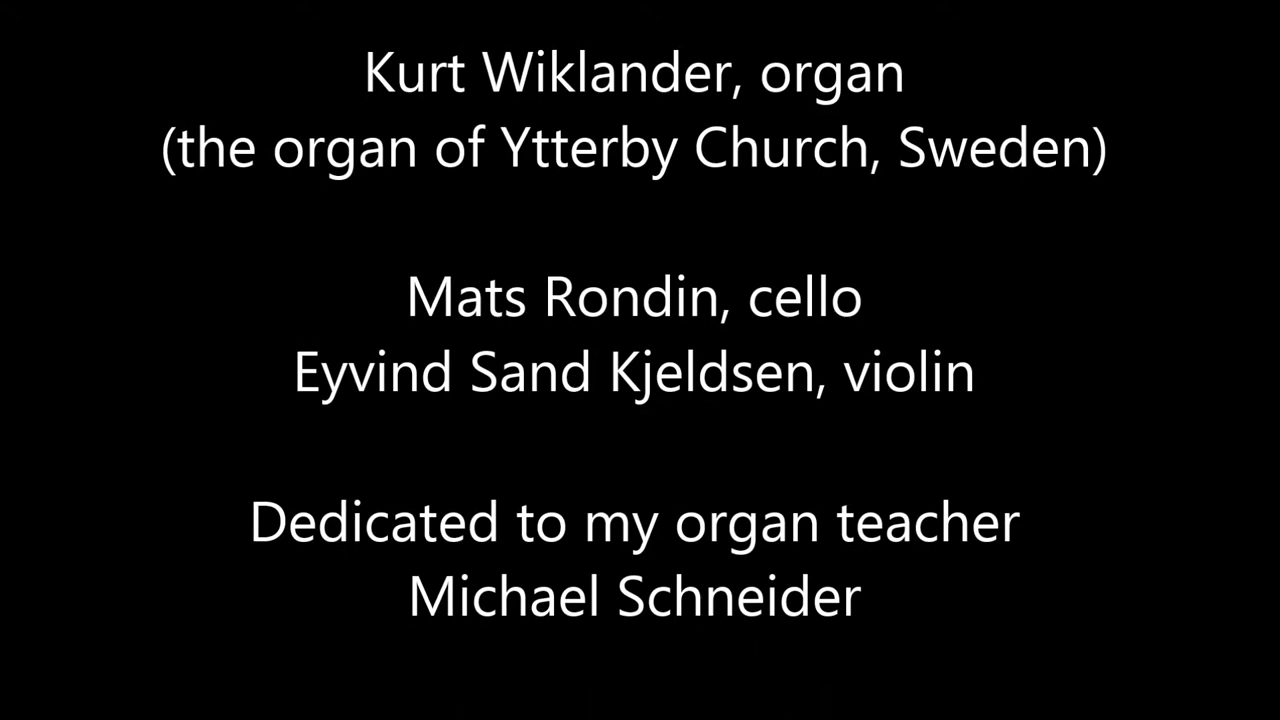 Kurt Wiklander, organ
(the organ of Ytterby Church, Sweden)
Mats Rondin, cello
Eyvind Sand Kjeldsen, violin
Dedicated to my organ teacher
Michael Schneider